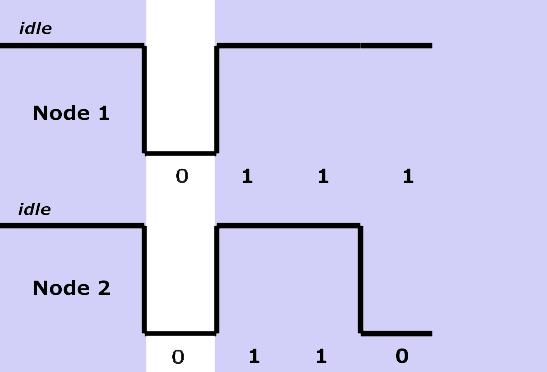 idle
Node 1
0 1 1 1
idle
Node 2
0 1 1 0